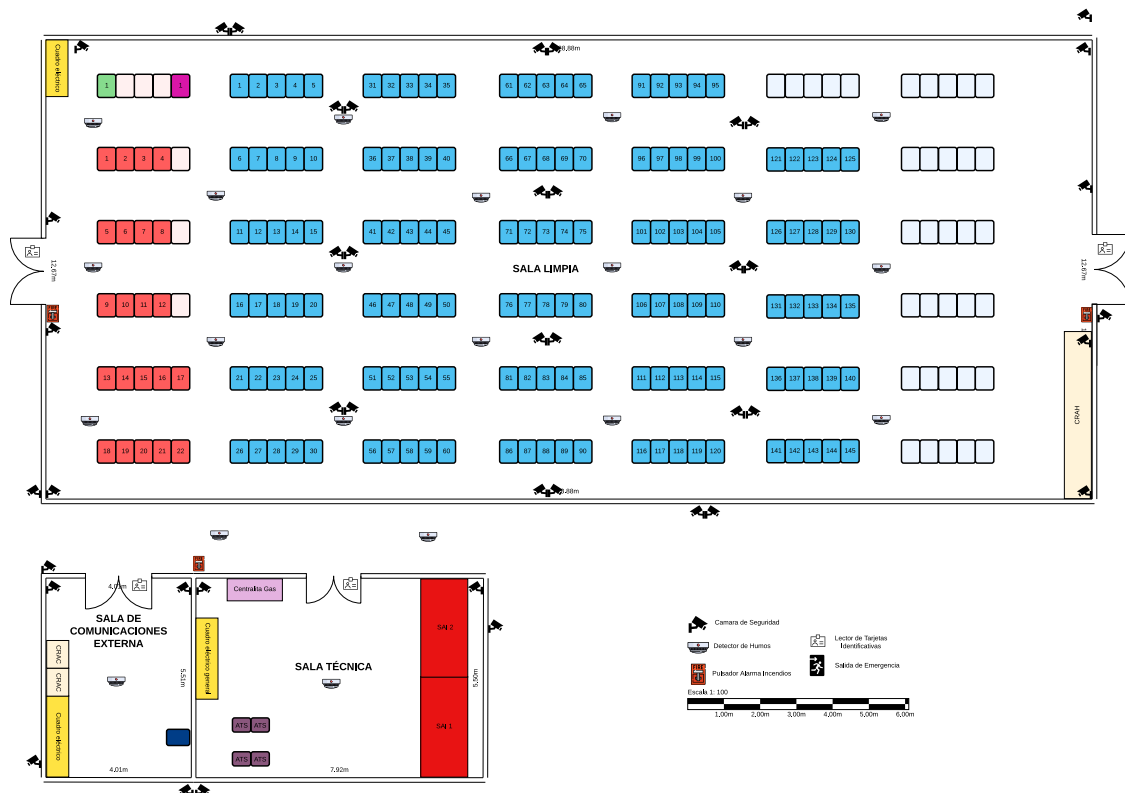 8,88m
Cuadro eléctrico
1 1 1 2 3 4 5 31 32 33 34 35 61 62 63 64 65 91 92 93 94 95
1 2 3 4 6 7 8 9 10 36 37 38 39 40 66 67 68 69 70 96 97 98 99 100 121 122 123 124 125
5 6 7 8 11 12 13 14 15 41 42 43 44 45 71 72 73 74 75 101 102 103 104 105 126 127 128 129 130
12,67m
SALA LIMPIA
12,67m
9 10 11 12 16 17 18 19 20 46 47 48 49 50 76 77 78 79 80 106 107 108 109 110 131 132 133 134 135
13 14 15 16 17 21 22 23 24 25 51 52 53 54 55 81 82 83 84 85 111 112 113 114 115 136 137 138 139 140
CRAH
18 19 20 21 22 26 27 28 29 30 56 57 58 59 60 86 87 88 89 90 116 117 118 119 120 141 142 143 144 145
8.88m
Centralita Gas
SALA DE
COMUNICACIONES
EXTERNA
CRAC
CRAC
Cuadro eléctrico
4.01m
5.51m
Cuadro eléctrico general
SALA TÉCNICA
ATS ATS
ATS ATS
7.92m
SAI 2
SAI 1
5.50m
Camara de Seguridad
Detector de Humos
Pulsador Alarma Incendios
Lector de Tarjetas
Identificativas
Salida de Emergencia
Escala 1: 100
1,00m 2,00m 3,00m 4,00m 5,00m 6,00m